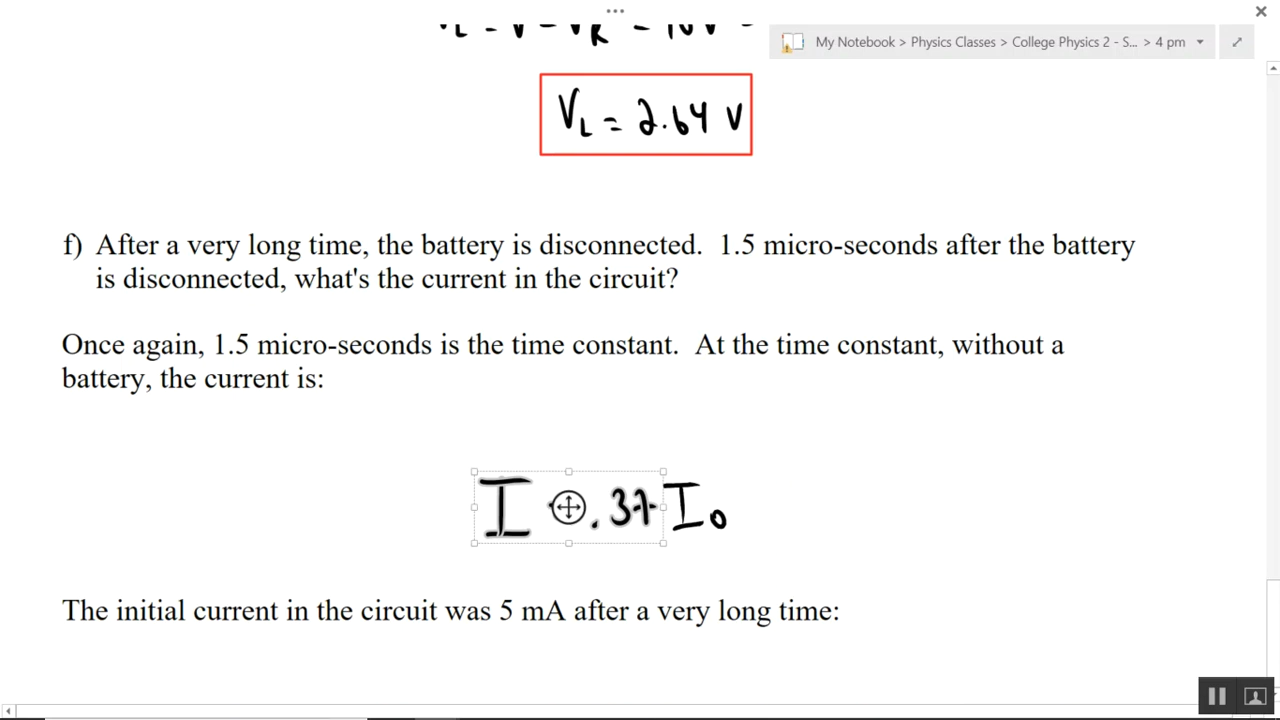 My Notebook > Physics Classes > College Physics 2 - S... > 4 pm
V_L = 2.64 V
f) After a very long time, the battery is disconnected. 1.5 micro-seconds after the battery
is disconnected, what's the current in the circuit?
Once again, 1.5 micro-seconds is the time constant. At the time constant, without a
battery, the current is:
I .37 I₀
The initial current in the circuit was 5 mA after a very long time: